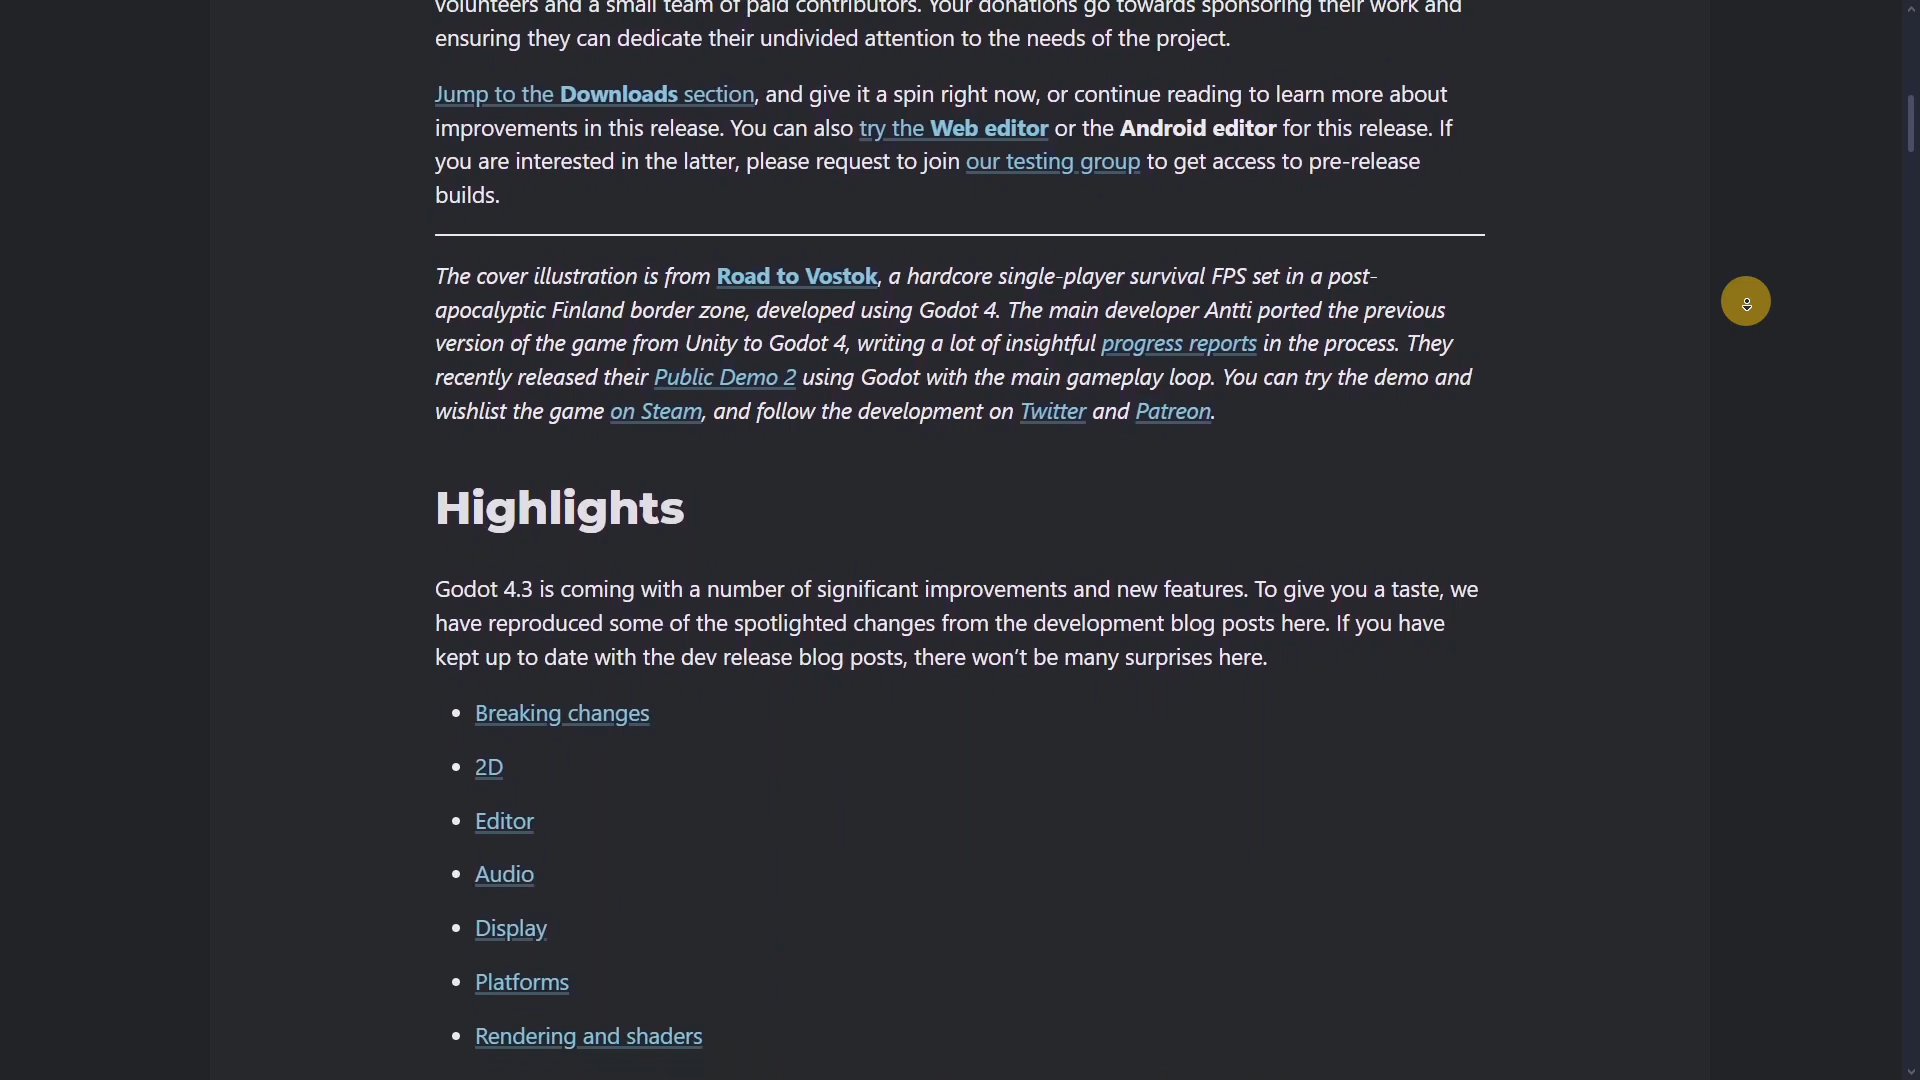 volunteers and a small team of paid contributors. Your donations go towards sponsoring their work and
ensuring they can dedicate their undivided attention to the needs of the project.
Jump to the Downloads section, and give it a spin right now, or continue reading to learn more about
improvements in this release. You can also try the Web editor or the Android editor for this release. If
you are interested in the latter, please request to join our testing group to get access to pre-release
builds.
The cover illustration is from Road to Vostok, a hardcore single-player survival FPS set in a post-
apocalyptic Finland border zone, developed using Godot 4. The main developer Antti ported the previous
version of the game from Unity to Godot 4, writing a lot of insightful progress reports in the process. They
recently released their Public Demo 2 using Godot with the main gameplay loop. You can try the demo and
wishlist the game on Steam, and follow the development on Twitter and Patreon.
Highlights
Godot 4.3 is coming with a number of significant improvements and new features. To give you a taste, we
have reproduced some of the spotlighted changes from the development blog posts here. If you have
kept up to date with the dev release blog posts, there won't be many surprises here.
• Breaking changes
• 2D
• Editor
• Audio
• Display
• Platforms
• Rendering and shaders